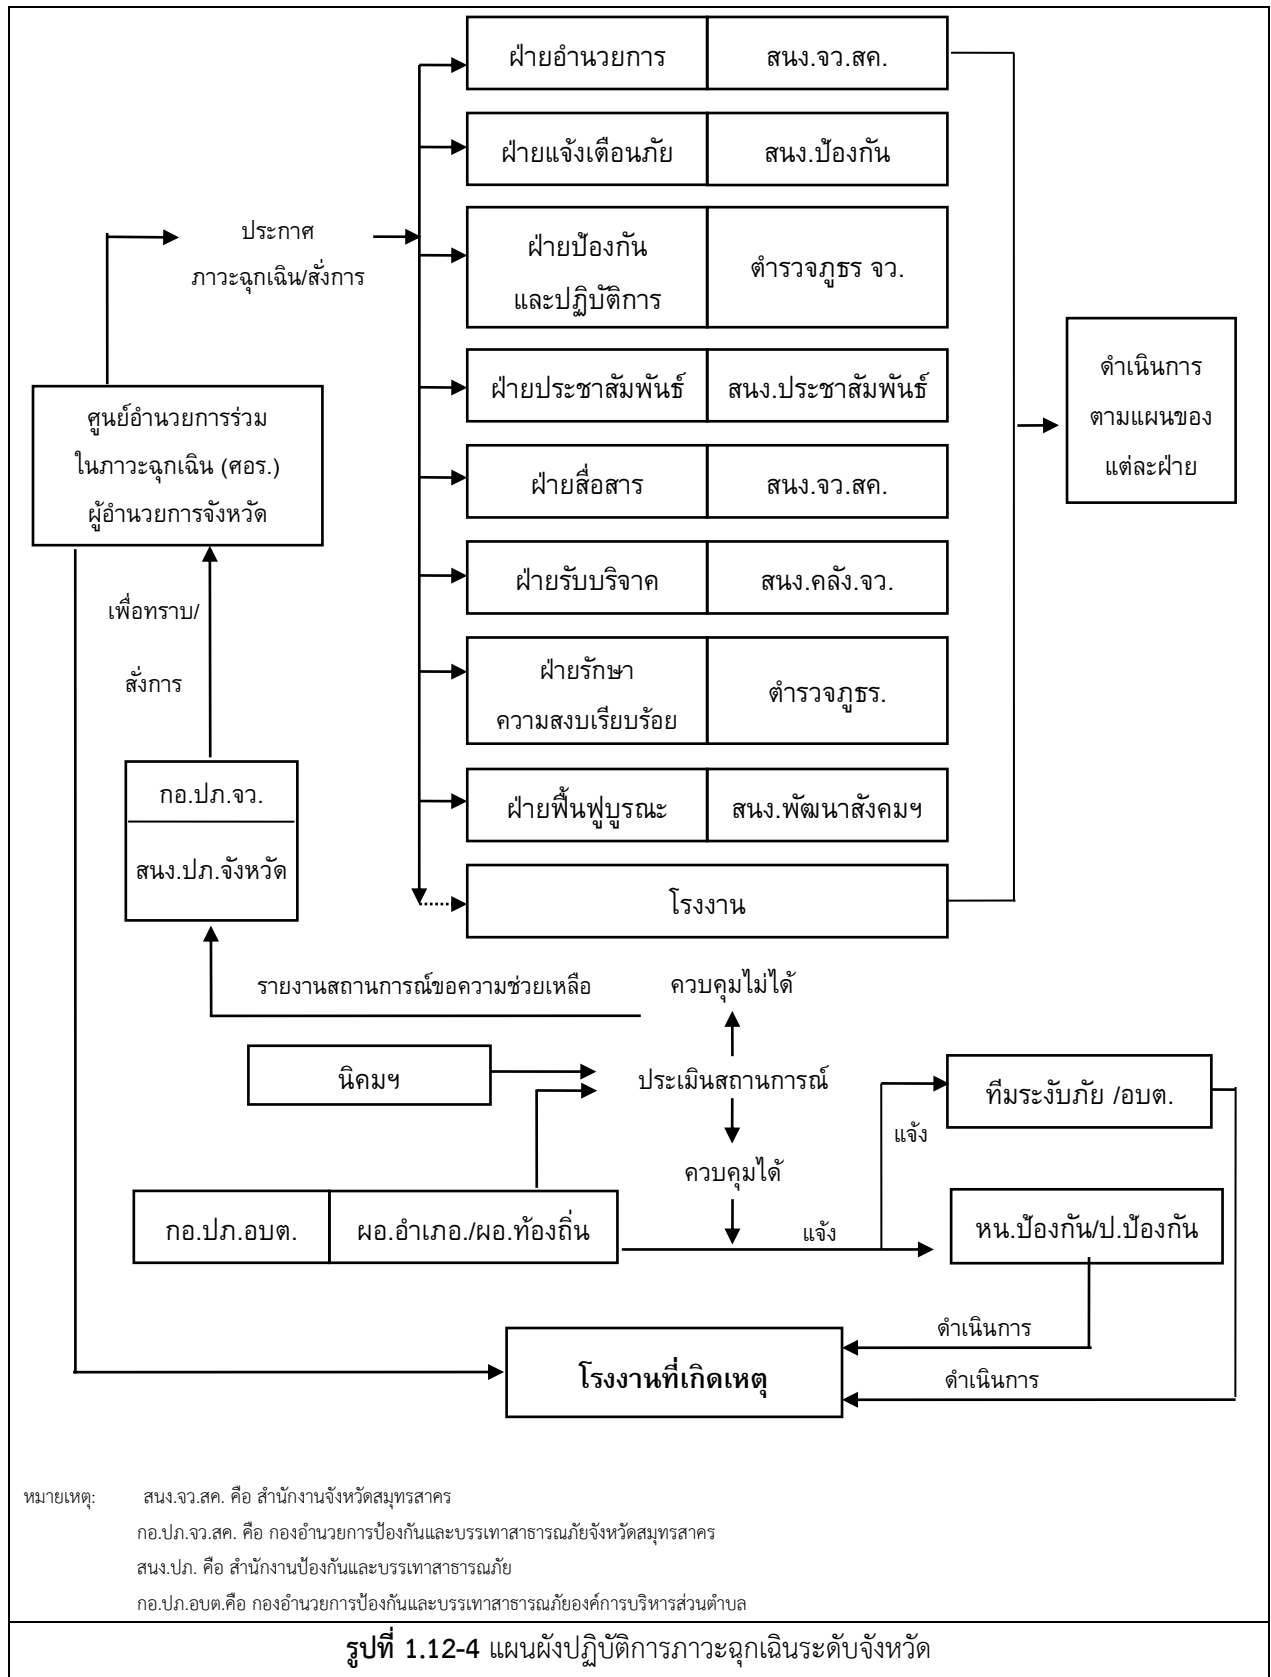 ฝ่ายอำนวยการ สนง.จว.สค.
ฝ่ายแจ้งเตือนภัย สนง.ป้องกัน
ประกาศ
ภาวะฉุกเฉิน/สั่งการ
ฝ่ายป้องกัน
และปฏิบัติการ
ตำรวจภูธร จว.
ฝ่ายประชาสัมพันธ์ สนง.ประชาสัมพันธ์
ดำเนินการ
ตามแผนของ
แต่ละฝ่าย
ศูนย์อำนวยการร่วม
ในภาวะฉุกเฉิน (ศอร.)
ผู้อำนวยการจังหวัด
ฝ่ายสื่อสาร สนง.จว.สค.
ฝ่ายรับบริจาค สนง.คลัง.จว.
เพื่อทราบ/
สั่งการ
ฝ่ายรักษา
ความสงบเรียบร้อย
ตำรวจภูธร.
กอ.ปภ.จว.
สนง.ปภ.จังหวัด
ฝ่ายฟื้นฟูบูรณะ สนง.พัฒนาสังคมฯ
โรงงาน
รายงานสถานการณ์ขอความช่วยเหลือ ควบคุมไม่ได้
นิคมฯ ประเมินสถานการณ์ ทีมระงับภัย /อบต.
แจ้ง
ควบคุมได้
กอ.ปภ.อบต. ผอ.อำเภอ./ผอ.ท้องถิ่น แจ้ง หน.ป้องกัน/ป.ป้องกัน
ดำเนินการ
โรงงานที่เกิดเหตุ ดำเนินการ
หมายเหตุ: สนง.จว.สค. คือ สำนักงานจังหวัดสมุทรสาคร
กอ.ปภ.จว.สค. คือ กองอำนวยการป้องกันและบรรเทาสาธารณภัยจังหวัดสมุทรสาคร
สนง.ปภ. คือ สำนักงานป้องกันและบรรเทาสาธารณภัย
กอ.ปภ.อบต.คือ กองอำนวยการป้องกันและบรรเทาสาธารณภัยองค์การบริหารส่วนตำบล
รูปที่ 1.12-4 แผนผังปฏิบัติการภาวะฉุกเฉินระดับจังหวัด